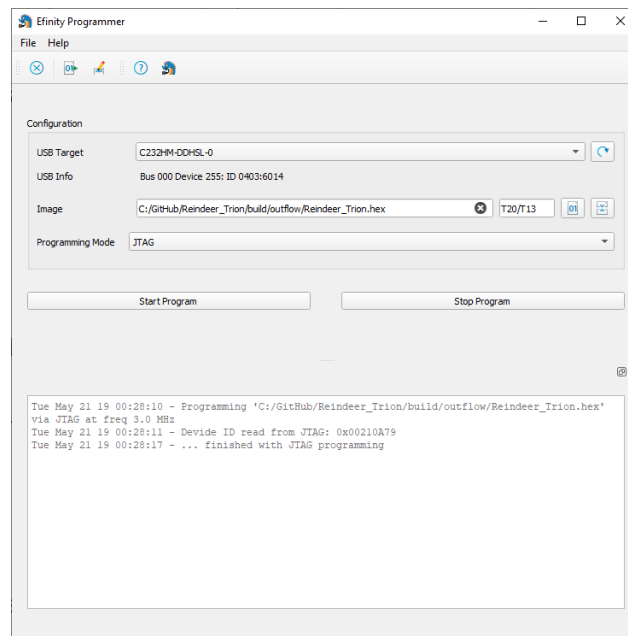 Efinity Programmer
File Help
Configuration
USB Target C232HM-DDHSL-0
USB Info Bus 000 Device 255: ID 0403:6014
Image C:/GitHub/Reindeer_Trion/build/outflow/Reindeer_Trion.hex T20/T13
Programming Mode JTAG
Start Program Stop Program
Tue May 21 19 00:28:10 - Programming 'C:/GitHub/Reindeer_Trion/build/outflow/Reindeer_Trion.hex'
via JTAG at freq 3.0 MHz
Tue May 21 19 00:28:11 - Devide ID read from JTAG: 0x00210A79
Tue May 21 19 00:28:17 - ... finished with JTAG programming